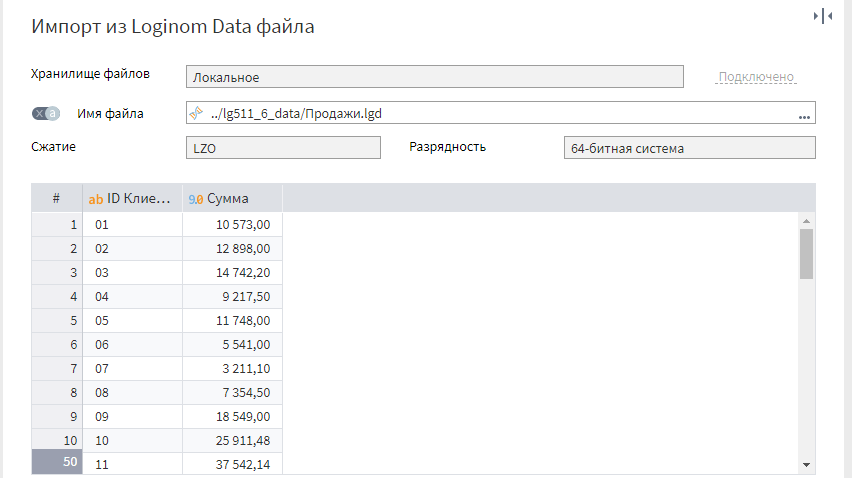 Импорт из Loginom Data файла
Хранилище файлов Локальное Подключено
x a Имя файла ../lg511_6_data/Продажи.lgd ...
Сжатие LZO Разрядность 64-битная система
# ab ID Клие... 9.0 Сумма
1 01 10 573,00
2 02 12 898,00
3 03 14 742,20
4 04 9 217,50
5 05 11 748,00
6 06 5 541,00
7 07 3 211,10
8 08 7 354,50
9 09 18 549,00
10 10 25 911,48
50 11 37 542,14